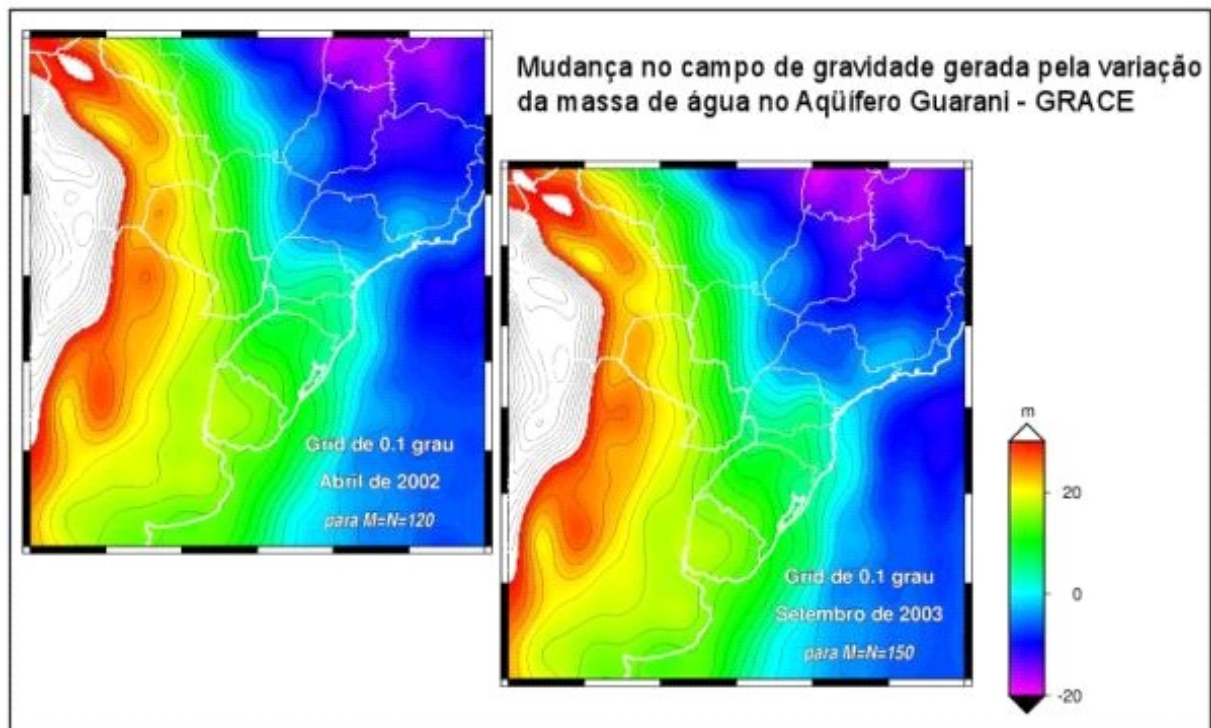 Mudança no campo de gravidade gerada pela variação
da massa de água no Aqüífero Guarani - GRACE
Grid de 0.1 grau
Abril de 2002
para M=N=120
Grid de 0.1 grau
Setembro de 2003
para M=N=150
m
20
0
-20